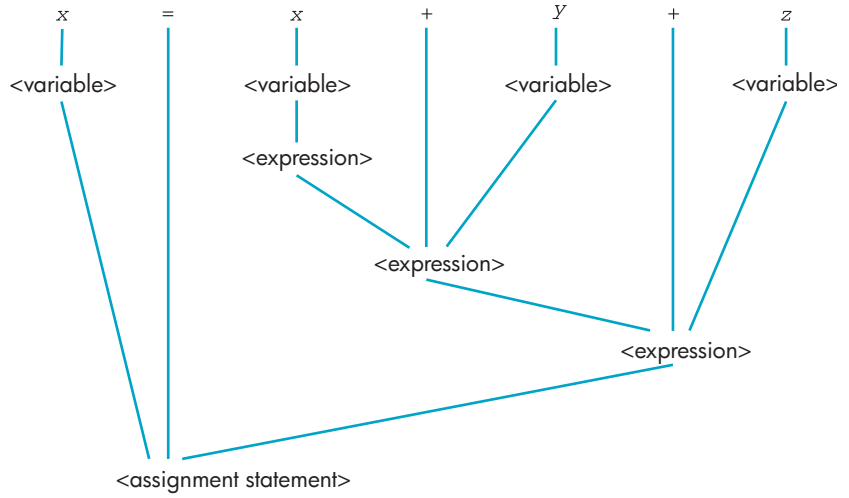 x = x + y + z
<variable> <variable> <variable> <variable>
<expression>
<expression>
<expression>
<assignment statement>